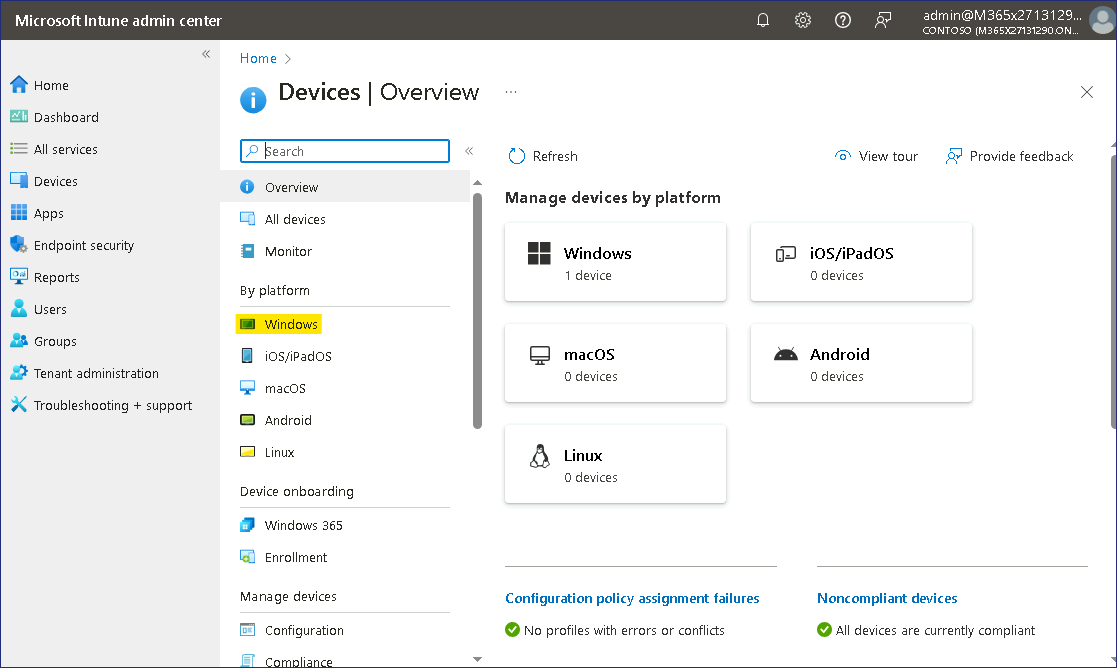 Microsoft Intune admin center
admin@M365x2713129...
CONTOSO (M365X27131290.ON...
«
Home
Dashboard
All services
Devices
Apps
Endpoint security
Reports
Users
Groups
Tenant administration
Troubleshooting + support
Home >
Devices | Overview ...
Search «
Overview
All devices
Monitor
By platform
Windows
iOS/iPadOS
macOS
Android
Linux
Device onboarding
Windows 365
Enrollment
Manage devices
Configuration
Compliance
Refresh View tour Provide feedback
Manage devices by platform
Windows
1 device
iOS/iPadOS
0 devices
macOS
0 devices
Android
0 devices
Linux
0 devices
Configuration policy assignment failures
No profiles with errors or conflicts
Noncompliant devices
All devices are currently compliant